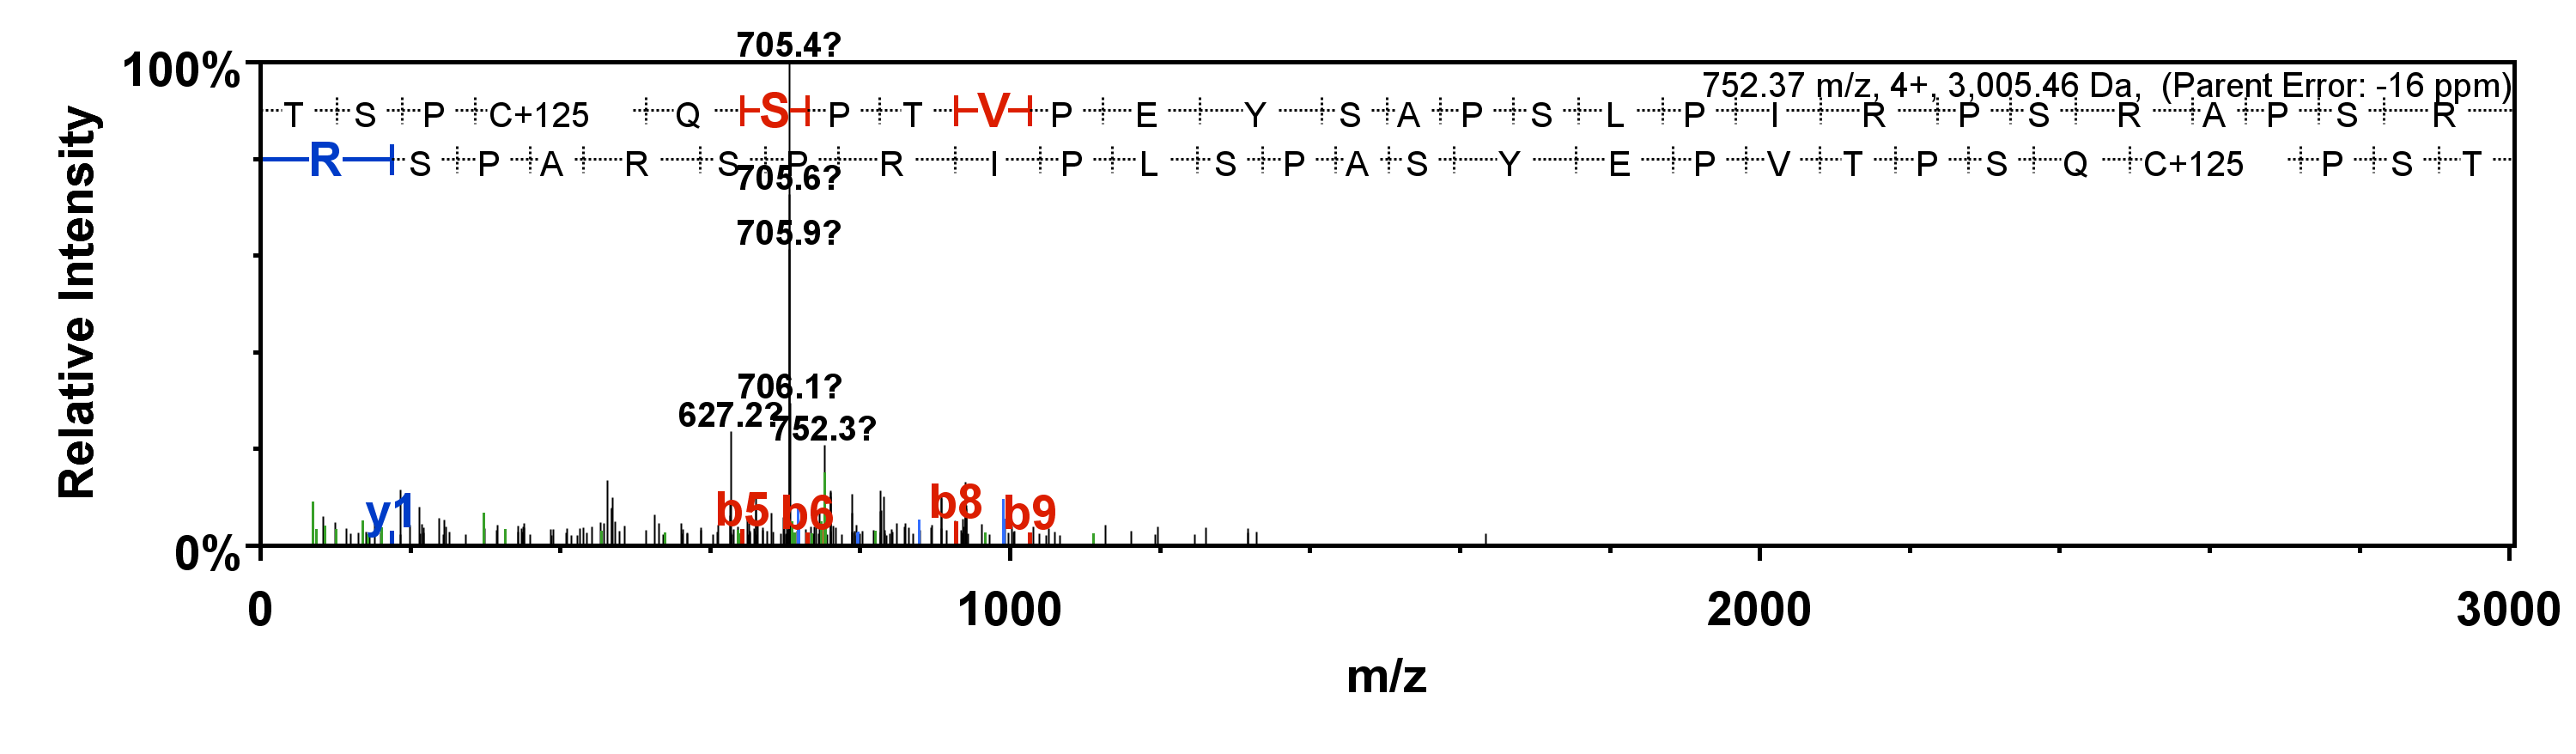 705.4?
100%
752.37 m/z, 4+, 3,005.46 Da, (Parent Error: -16 ppm)
T S P C+125 Q S P T V P E Y S A P S L P I R P S R A P S R
R S P A R S P R I P L S P A S Y E P V T P S Q C+125 P S T
705.6?
705.9?
Relative Intensity
706.1?
627.2?
752.3?
y1 b5 b6 b8 b9
0%
0 1000 2000 3000
m/z